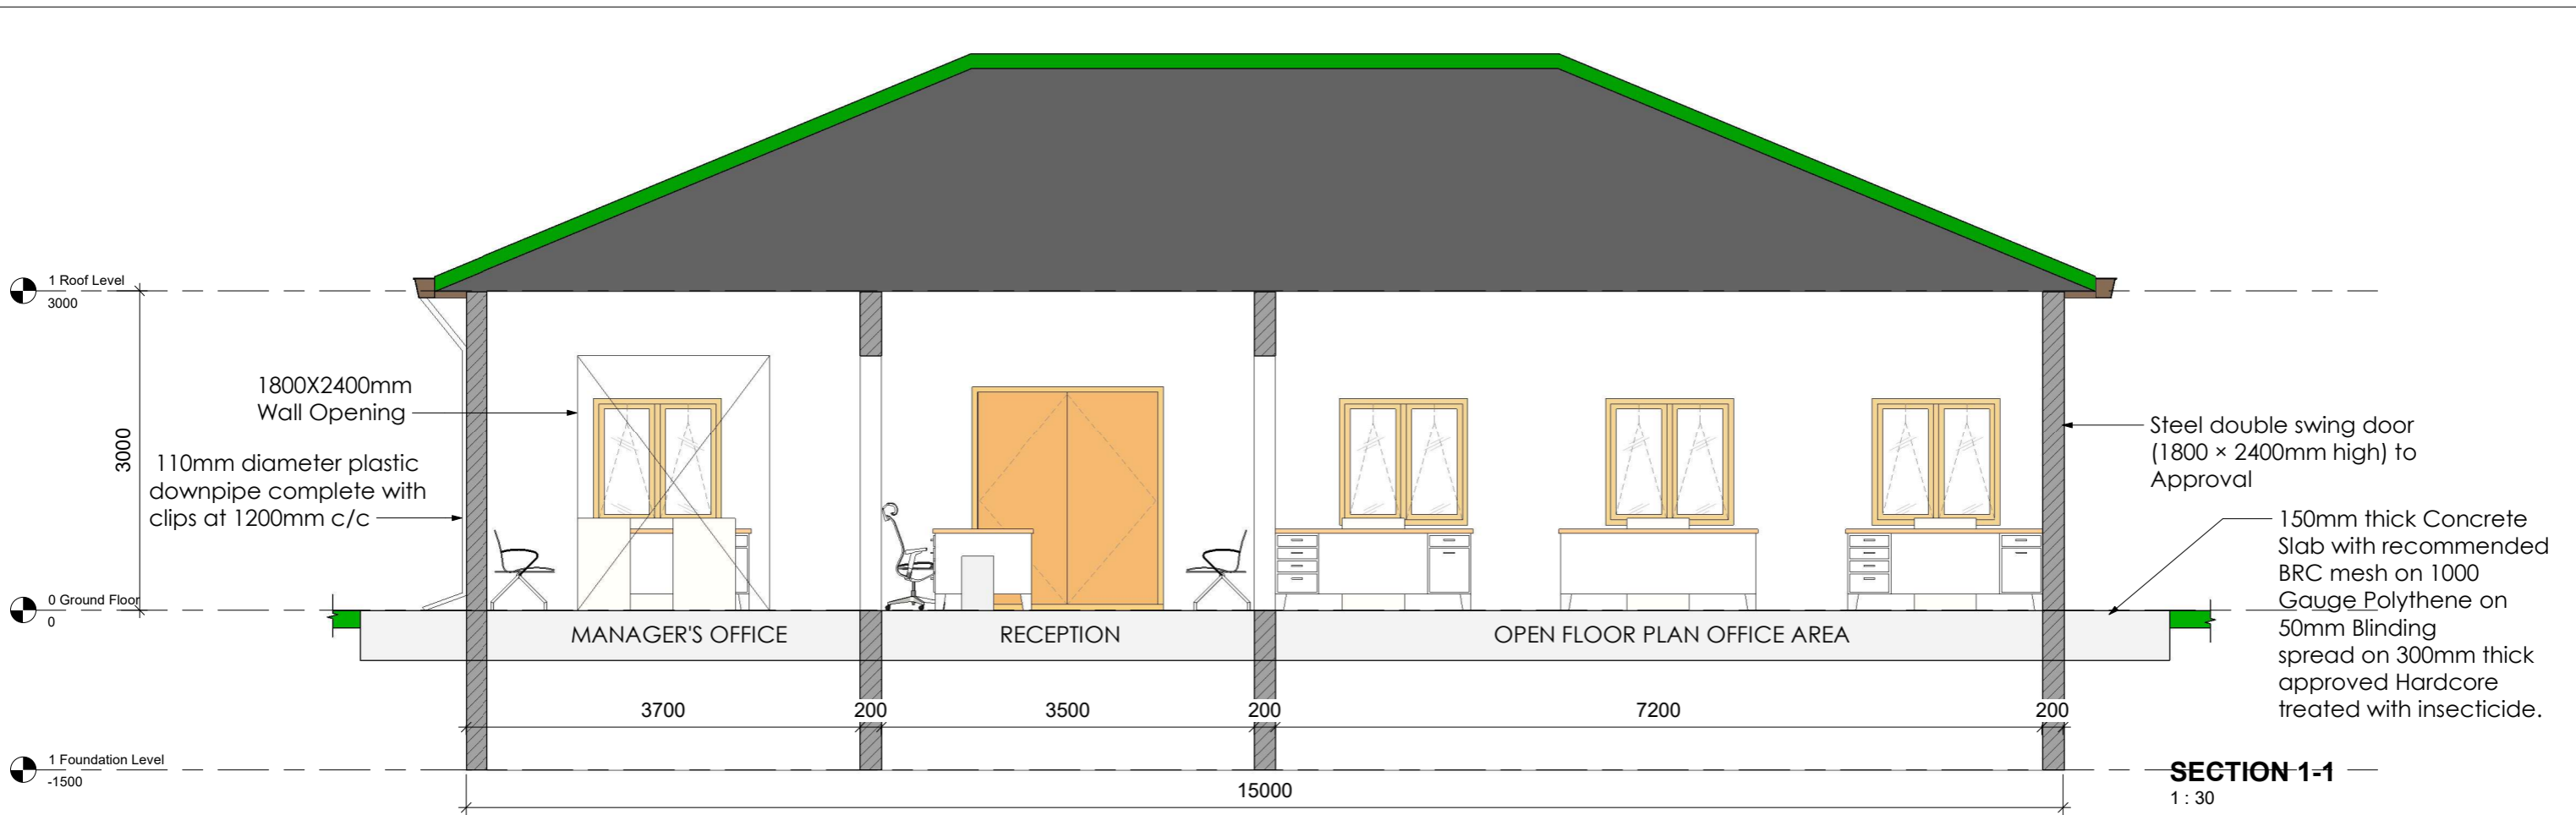 1 Roof Level
3000
3000
1800X2400mm
Wall Opening
110mm diameter plastic
downpipe complete with
clips at 1200mm c/c
0 Ground Floor
0
1 Foundation Level
-1500
MANAGER'S OFFICE
RECEPTION
OPEN FLOOR PLAN OFFICE AREA
3700
200
3500
200
7200
200
15000
Steel double swing door
(1800 × 2400mm high) to
Approval
150mm thick Concrete
Slab with recommended
BRC mesh on 1000
Gauge Polythene on
50mm Blinding
spread on 300mm thick
approved Hardcore
treated with insecticide.
SECTION 1-1
1 : 30